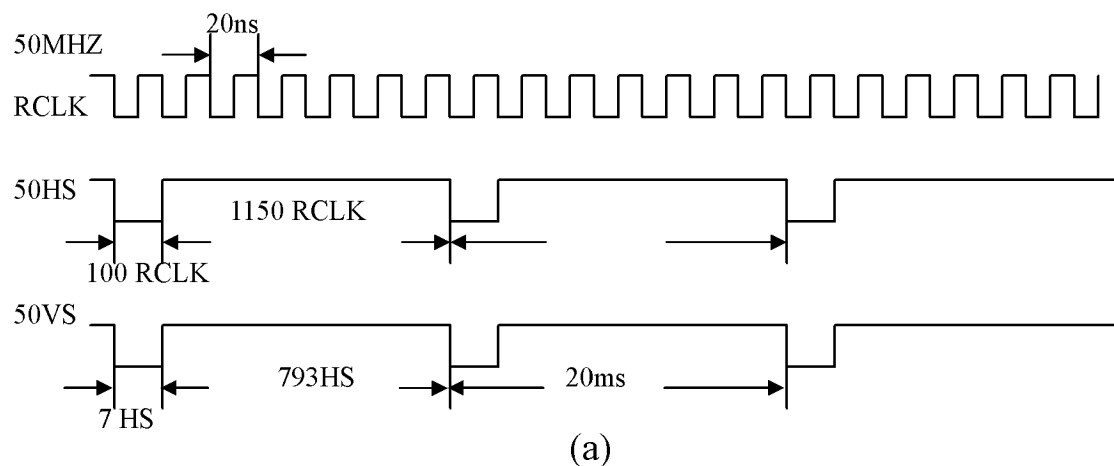 20ns
50MHZ
RCLK
50HS
1150 RCLK
100 RCLK
50VS
793HS
20ms
7 HS
(a)